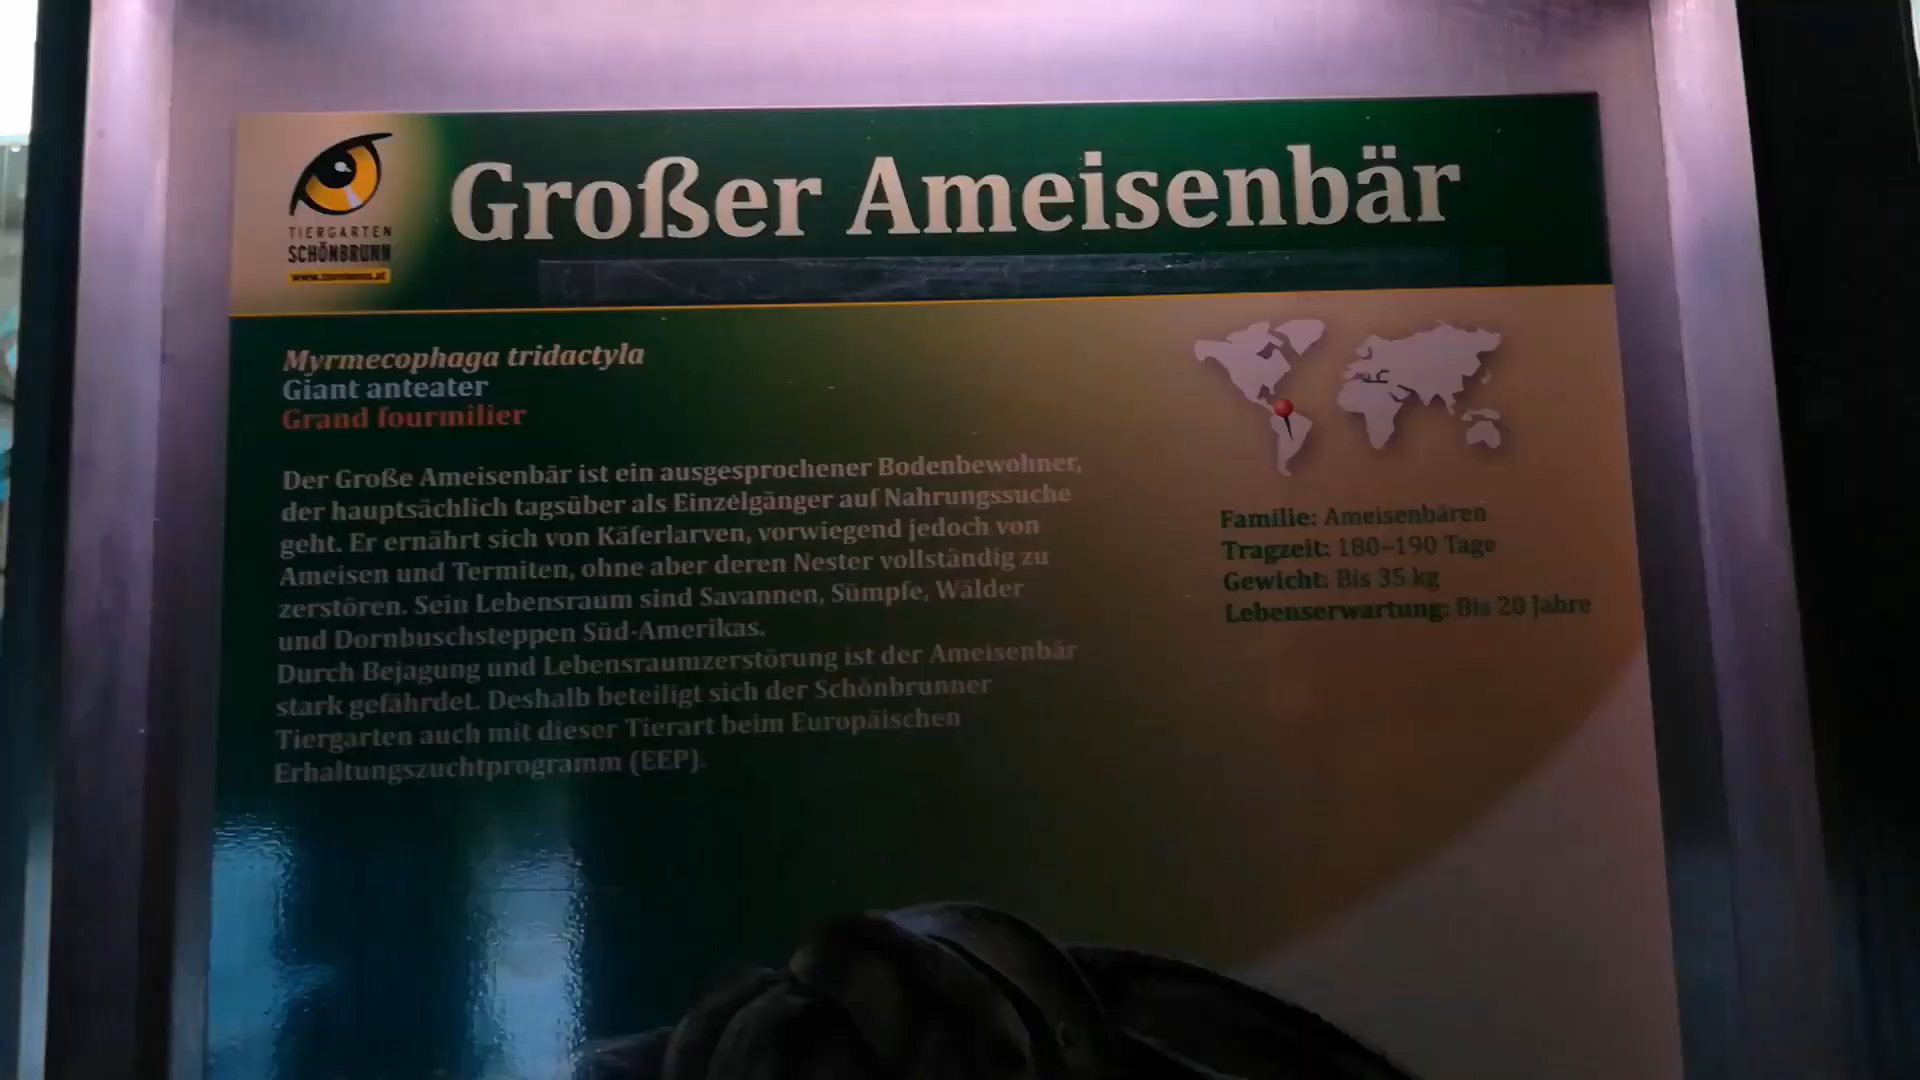 Großer Ameisenbär
TIERGARTEN
SCHÖNBRUNN
Myrmecophaga tridactyla
Giant anteater
Grand fourmilier
Der Große Ameisenbär ist ein ausgesprochener Bodenbewohner,
der hauptsächlich tagsüber als Einzelgänger auf Nahrungssuche
geht. Er ernährt sich von Käferlarven, vorwiegend jedoch von
Ameisen und Termiten, ohne aber deren Nester vollständig zu
zerstören. Sein Lebensraum sind Savannen, Sümpfe, Wälder
und Dornbuschsteppen Süd-Amerikas.
Durch Bejagung und Lebensraumzerstörung ist der Ameisenbär
stark gefährdet. Deshalb beteiligt sich der Schönbrunner
Tiergarten auch mit dieser Tierart beim Europäischen
Erhaltungszuchtprogramm (EEP).
Familie: Ameisenbären
Tragzeit: 180–190 Tage
Gewicht: Bis 35 kg
Lebenserwartung: Bis 20 Jahre